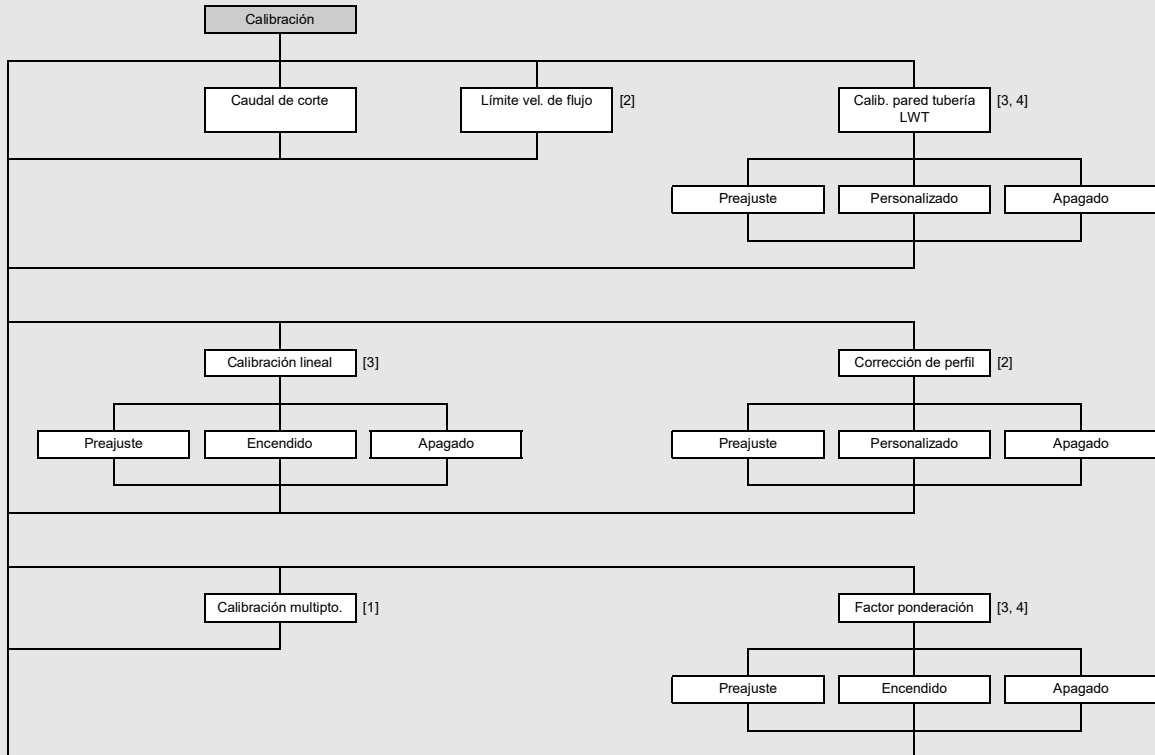 Calibración
Caudal de corte
Límite vel. de flujo
[2]
Calib. pared tubería
LWT
[3, 4]
Preajuste
Personalizado
Apagado
Calibración lineal
[3]
Corrección de perfil
[2]
Preajuste
Encendido
Apagado
Preajuste
Personalizado
Apagado
Calibración multipto.
[1]
Factor ponderación
[3, 4]
Preajuste
Encendido
Apagado